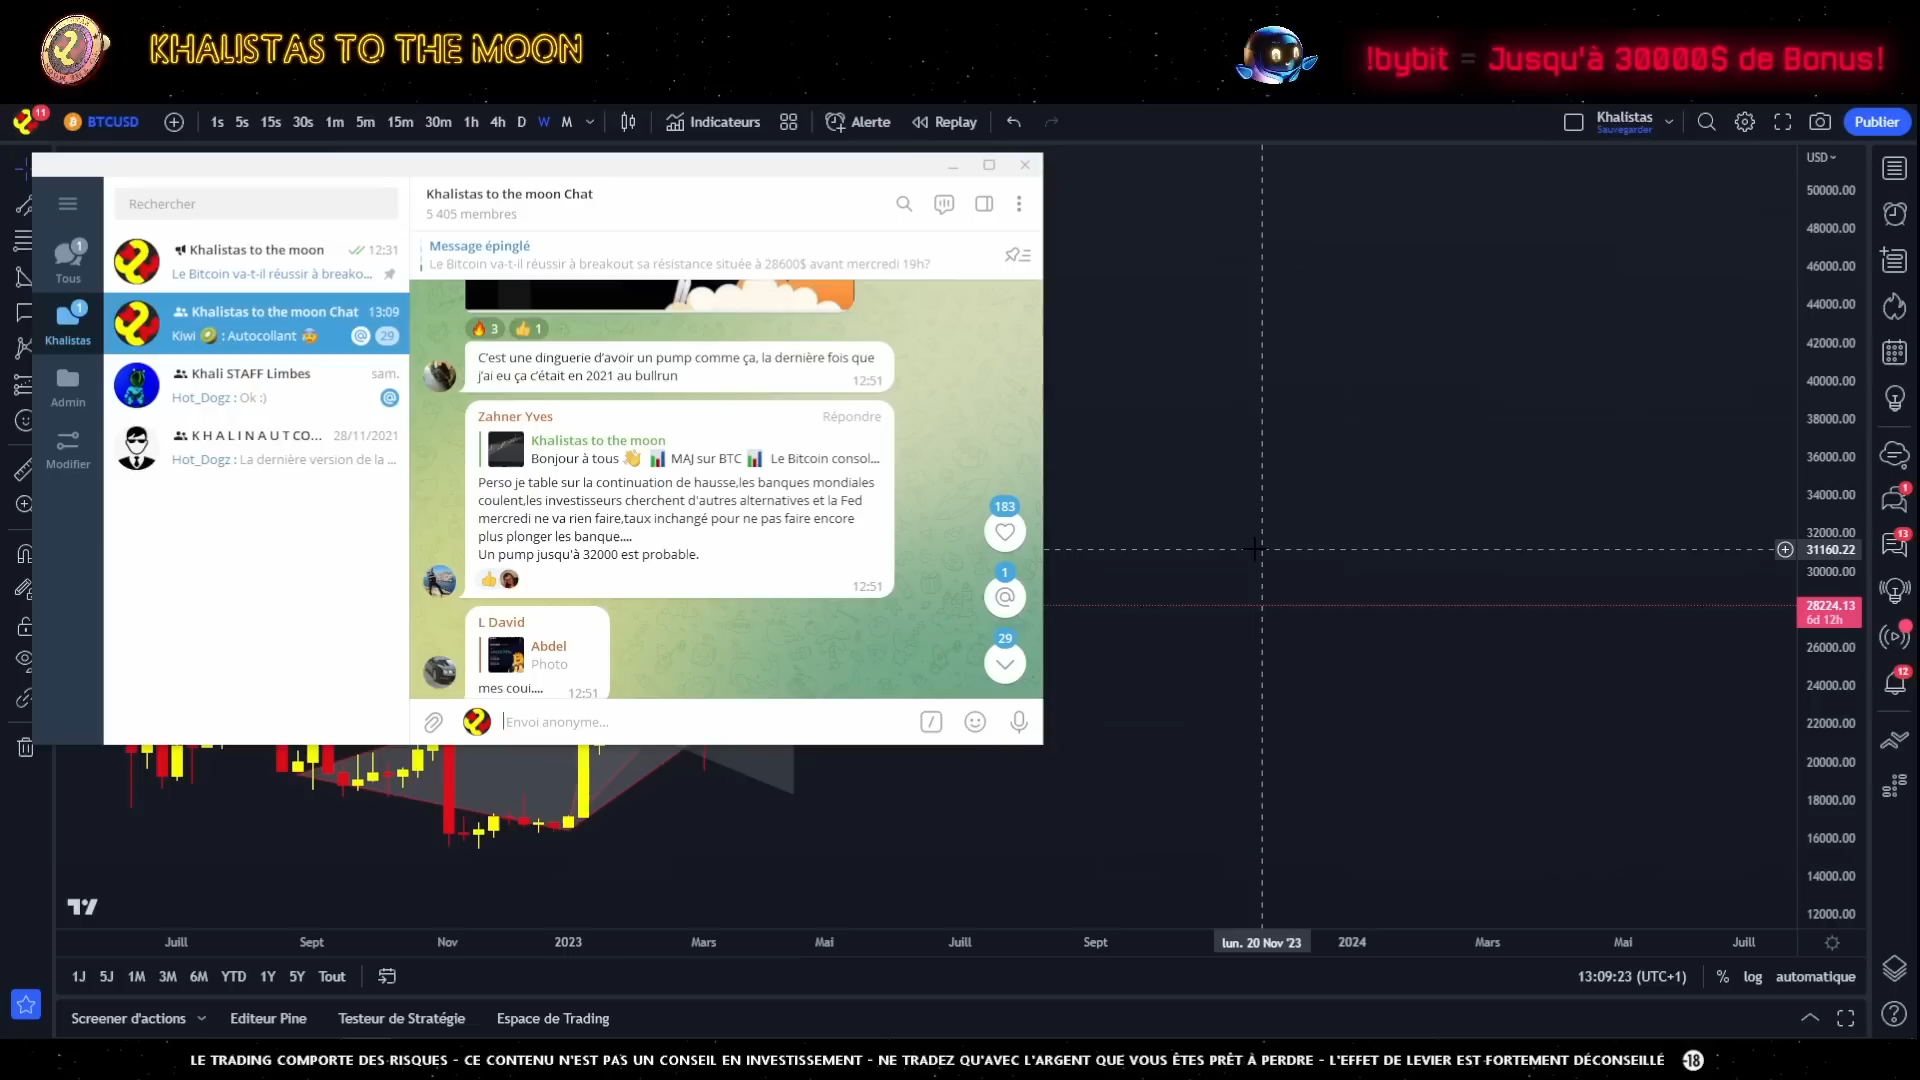 KHALISTAS TO THE MOON
!bybit = Jusqu'à 30000$ de Bonus!
11
BTCUSD
1s 5s 15s 30s 1m 5m 15m 30m 1h 4h D W M
Indicateurs
Alerte
Replay
Khalistas
Sauvegarder
Publier
Rechercher
1
Tous
1
Khalistas
Admin
Modifier
Khalistas to the moon 12:31
Le Bitcoin va-t-il réussir à breako...
Khalistas to the moon Chat 13:09
Kiwi 🥝 : Autocollant 🤯 @ 29
Khali STAFF Limbes sam.
Hot_Dogz : Ok :) @
K H A L I N A U T CO... 28/11/2021
Hot_Dogz : La dernière version de la ...
Khalistas to the moon Chat
5 405 membres
Message épinglé
Le Bitcoin va-t-il réussir à breakout sa résistance située à 28600$ avant mercredi 19h?
🔥 3 👍 1
C'est une dinguerie d'avoir un pump comme ça, la dernière fois que
j'ai eu ça c'était en 2021 au bullrun
12:51
Zahner Yves Répondre
Khalistas to the moon
Bonjour à tous 👋 📊 MAJ sur BTC 📊 Le Bitcoin consol...
Perso je table sur la continuation de hausse,les banques mondiales
coulent,les investisseurs cherchent d'autres alternatives et la Fed
mercredi ne va rien faire,taux inchangé pour ne pas faire encore
plus plonger les banque....
Un pump jusqu'à 32000 est probable.
12:51
L David
Abdel
Photo
mes coui.... 12:51
183
1
@
29
Envoi anonyme...
USD
50000.00
48000.00
46000.00
44000.00
42000.00
40000.00
38000.00
36000.00
34000.00
32000.00
31160.22
30000.00
28224.13
6d 12h
26000.00
24000.00
22000.00
20000.00
18000.00
16000.00
14000.00
12000.00
1
13
12
Juill Sept Nov 2023 Mars Mai Juill Sept lun. 20 Nov '23 2024 Mars Mai Juill
1J 5J 1M 3M 6M YTD 1Y 5Y Tout
13:09:23 (UTC+1) % log automatique
Screener d'actions Editeur Pine Testeur de Stratégie Espace de Trading
LE TRADING COMPORTE DES RISQUES - CE CONTENU N'EST PAS UN CONSEIL EN INVESTISSEMENT - NE TRADEZ QU'AVEC L'ARGENT QUE VOUS ÊTES PRÊT À PERDRE - L'EFFET DE LEVIER EST FORTEMENT DÉCONSEILLÉ -18